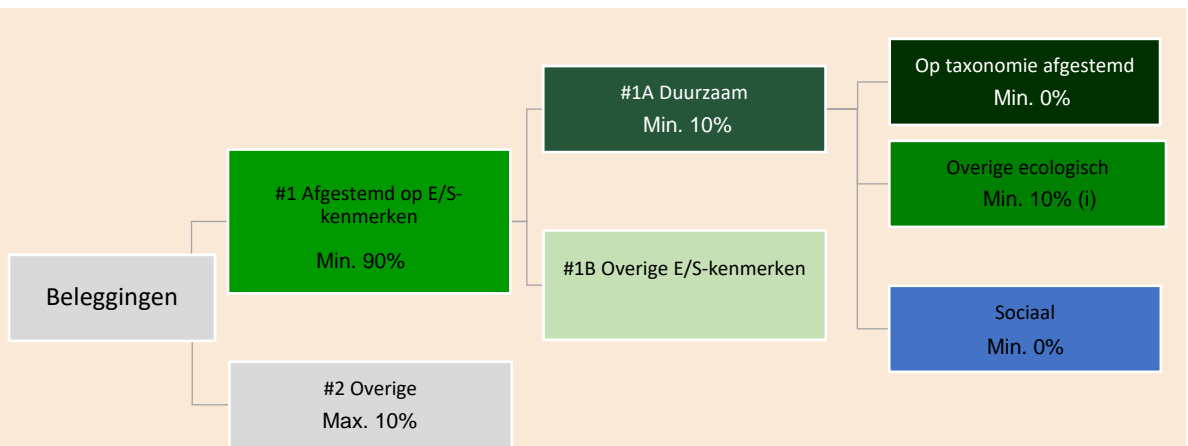 Beleggingen
#1 Afgestemd op E/S-
kenmerken
Min. 90%
#2 Overige
Max. 10%
#1A Duurzaam
Min. 10%
#1B Overige E/S-kenmerken
Op taxonomie afgestemd
Min. 0%
Overige ecologisch
Min. 10% (i)
Sociaal
Min. 0%